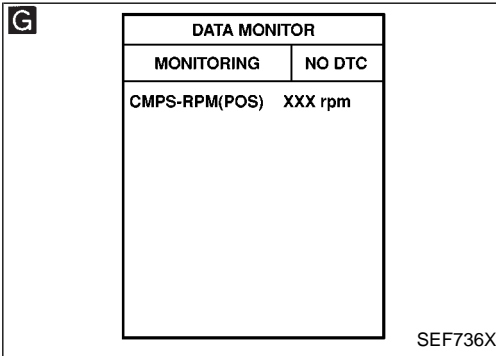 G
DATA MONITOR
MONITORING NO DTC
CMPS-RPM(POS) XXX rpm
SEF736X